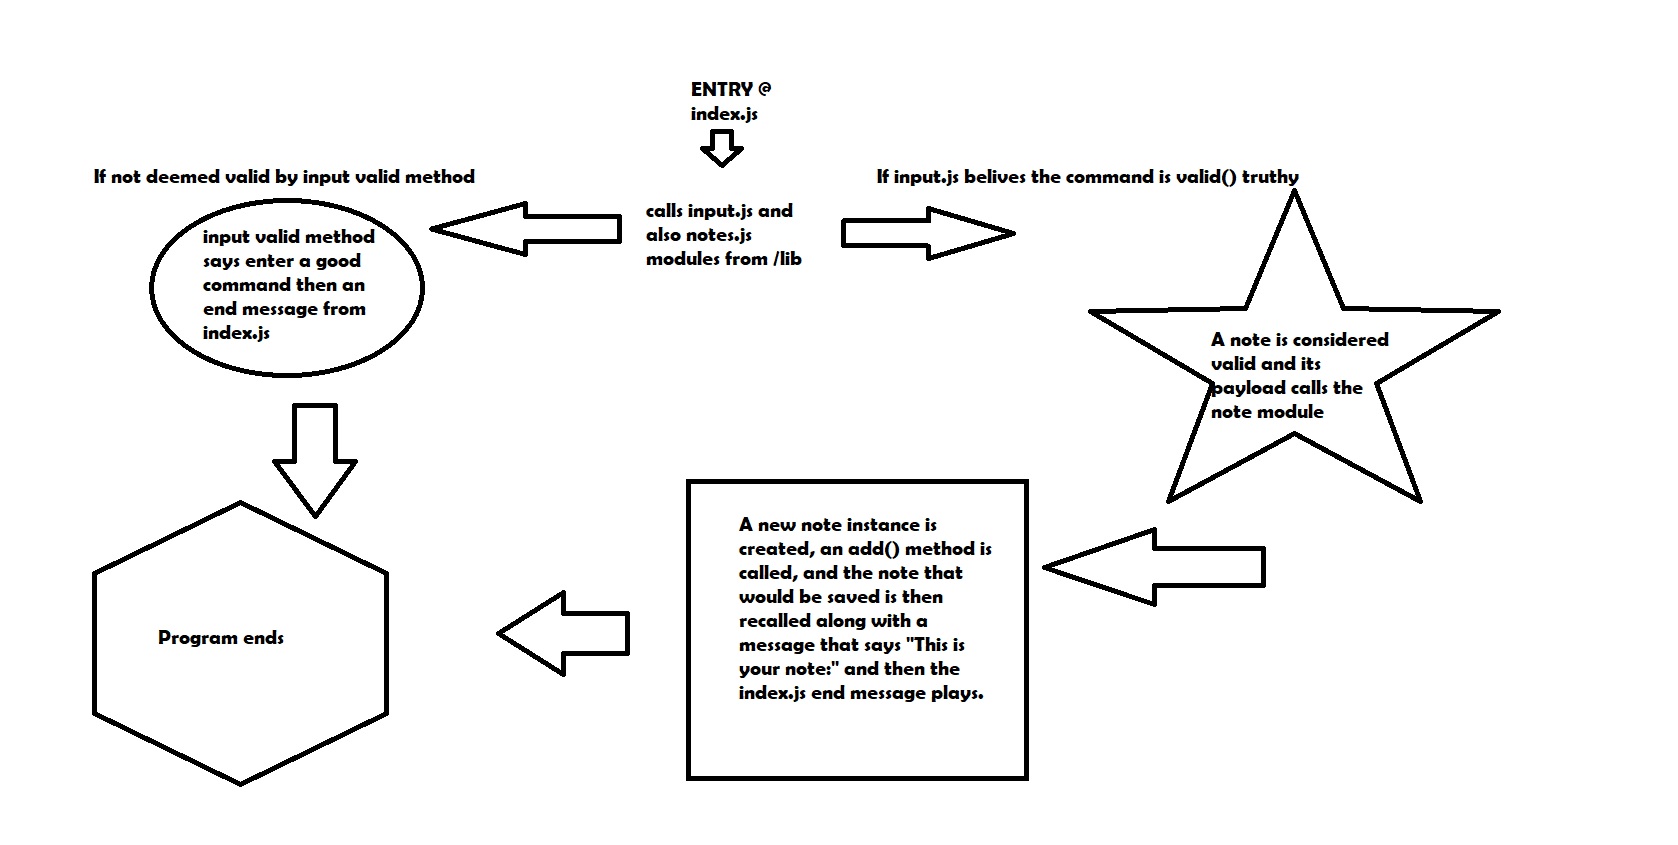 ENTRY @
index.js
If not deemed valid by input valid method
If input.js belives the command is valid() truthy
calls input.js and
also notes.js
modules from /lib
input valid method
says enter a good
command then an
end message from
index.js
A note is considered
valid and its
payload calls the
note module
A new note instance is
created, an add() method is
called, and the note that
would be saved is then
recalled along with a
message that says "This is
your note:" and then the
index.js end message plays.
Program ends